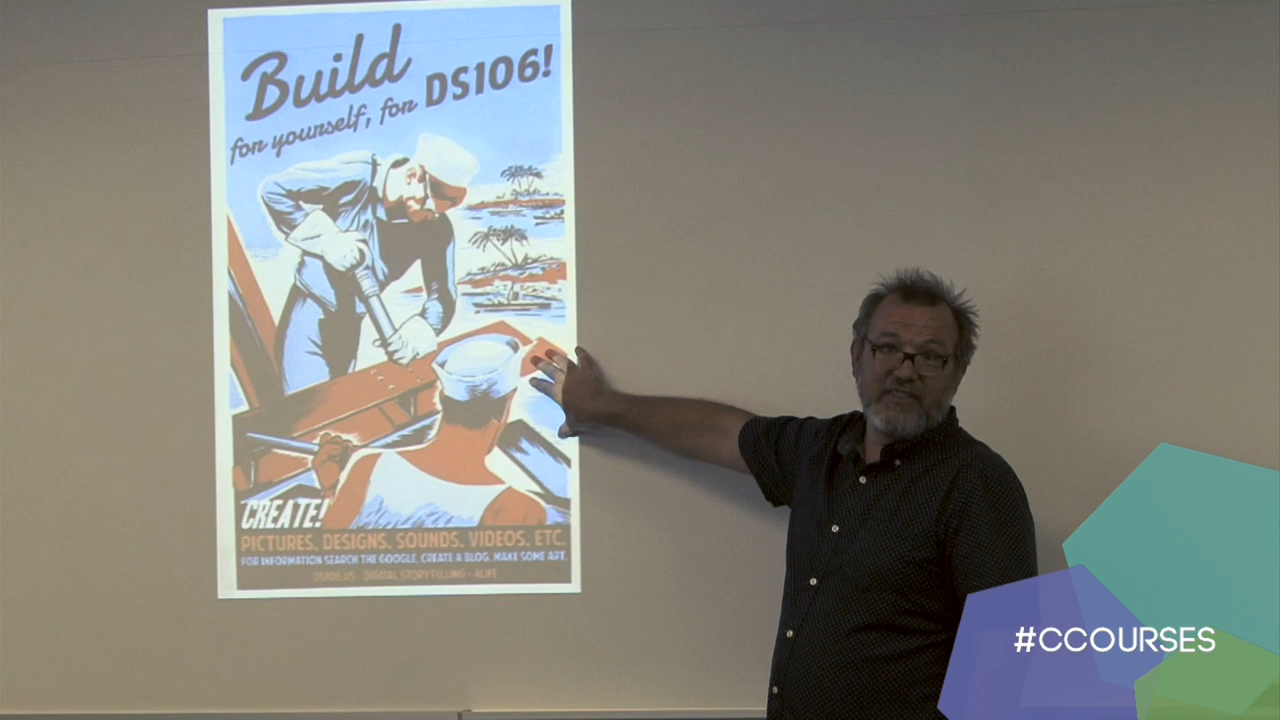 Build
for yourself, for DS106!
CREATE!
PICTURES. DESIGNS. SOUNDS. VIDEOS. ETC.
FOR INFORMATION SEARCH THE GOOGLE, CREATE A BLOG, MAKE SOME ART
DS106.US - DIGITAL STORYTELLING - 4LIFE
#CCOURSES